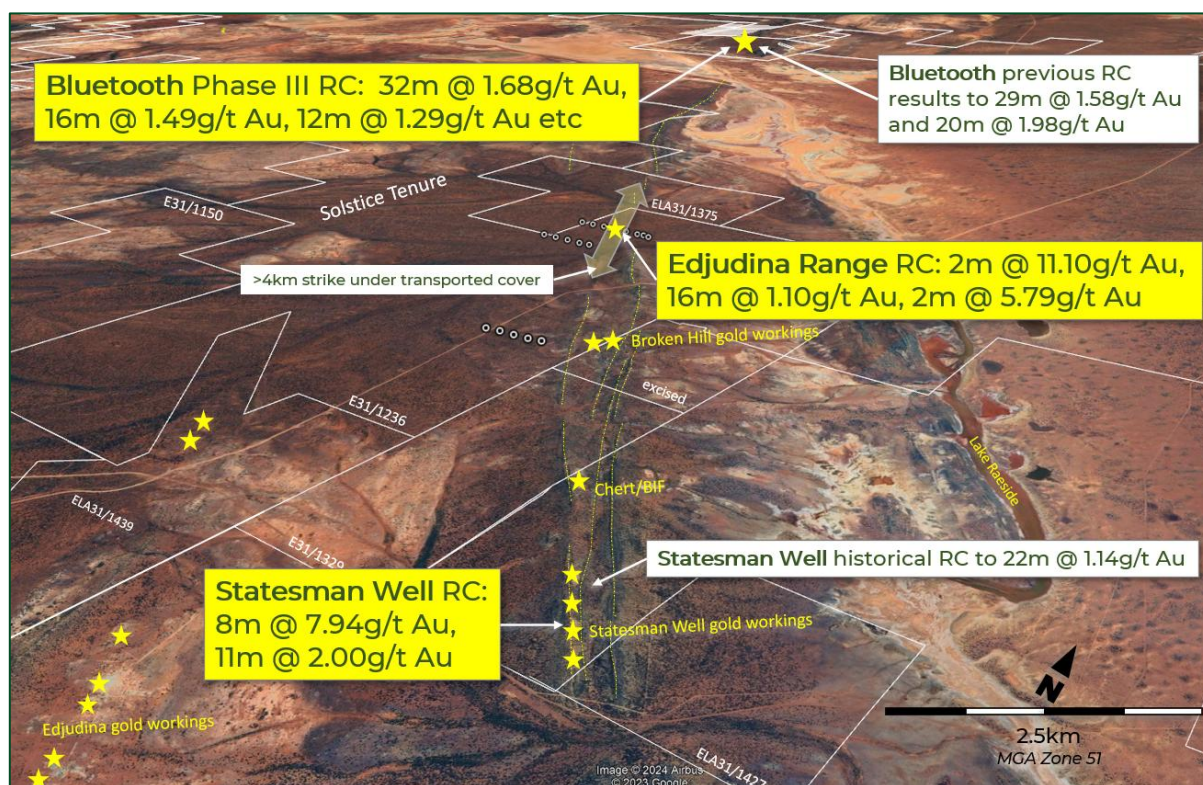 Bluetooth Phase III RC: 32m @ 1.68g/t Au,
16m @ 1.49g/t Au, 12m @ 1.29g/t Au etc
Bluetooth previous RC
results to 29m @ 1.58g/t Au
and 20m @ 1.98g/t Au
E31/1150
Solstice Tenure
ELA31/1375
>4km strike under transported cover
Edjudina Range RC: 2m @ 11.10g/t Au,
16m @ 1.10g/t Au, 2m @ 5.79g/t Au
Broken Hill gold workings
excised
E31/1236
Lake Raeside
Chert/BIF
ELA31/1439
E31/1329
Statesman Well historical RC to 22m @ 1.14g/t Au
Statesman Well RC:
8m @ 7.94g/t Au,
11m @ 2.00g/t Au
Statesman Well gold workings
Edjudina gold workings
N
2.5km
MGA Zone 51
ELA31/1427
Image © 2024 Airbus
© 2023 Google